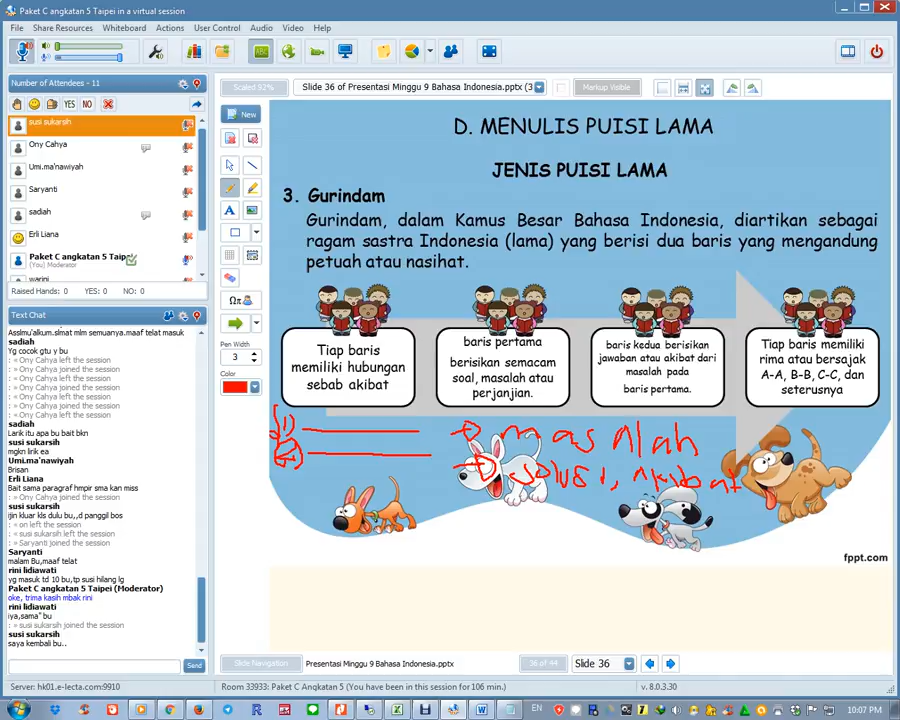 Paket C angkatan 5 Taipei in a virtual session
File Share Resources Whiteboard Actions User Control Audio Video Help
Number of Attendees - 11
YES NO
susi sukarsih
Ony Cahya
Umi.ma'nawiyah
Saryanti
sadiah
Erli Liana
Paket C angkatan 5 Taipei
(You) Moderator
warini
Raised Hands: 0 YES: 0 NO: 0
Text Chat
Asslmu'alkum.slmat mlm semuanya.maaf telat masuk
sadiah
Yg cocok gtu y bu
: » Ony Cahya left the session
: » Ony Cahya joined the session
: » Ony Cahya left the session
: » Ony Cahya joined the session
: » Ony Cahya left the session
sadiah
Larik itu apa bu bait bkn
susi sukarsih
mgkn lirik ea
Umi.ma'nawiyah
Brisan
Erli Liana
Bait sama paragraf hmpir sma kan miss
: » Ony Cahya joined the session
susi sukarsih
ijin kluar kls dulu bu,,d panggil bos
: » on left the session
: » susi sukarsih left the session
: » Saryanti joined the session
Saryanti
malam Bu,maaf telat
rini lidiawati
yg masuk td 10 bu,tp susi hilang lg
Paket C angkatan 5 Taipei (Moderator)
oke, trima kasih mbak rini
rini lidiawati
iya,sama" bu
: » susi sukarsih joined the session
susi sukarsih
saya kembali bu..
Send
Scaled 92%
Slide 36 of Presentasi Minggu 9 Bahasa Indonesia.pptx (3
Markup Visible
New
A
Ωπ
Pen Width
3
Color
D. MENULIS PUISI LAMA
JENIS PUISI LAMA
3. Gurindam
Gurindam, dalam Kamus Besar Bahasa Indonesia, diartikan sebagai
ragam sastra Indonesia (lama) yang berisi dua baris yang mengandung
petuah atau nasihat.
Tiap baris
memiliki hubungan
sebab akibat
baris pertama
berisikan semacam
soal, masalah atau
perjanjian.
baris kedua berisikan
jawaban atau akibat dari
masalah pada
baris pertama.
Tiap baris memiliki
rima atau bersajak
A-A, B-B, C-C, dan
seterusnya
masalah
solusi, akibat
fppt.com
Slide Navigation
Presentasi Minggu 9 Bahasa Indonesia.pptx
36 of 44
Slide 36
Server: hk01.e-lecta.com:9910
Room 33933: Paket C Angkatan 5 (You have been in this session for 106 min.)
v. 8.0.3.30
EN
10:07 PM